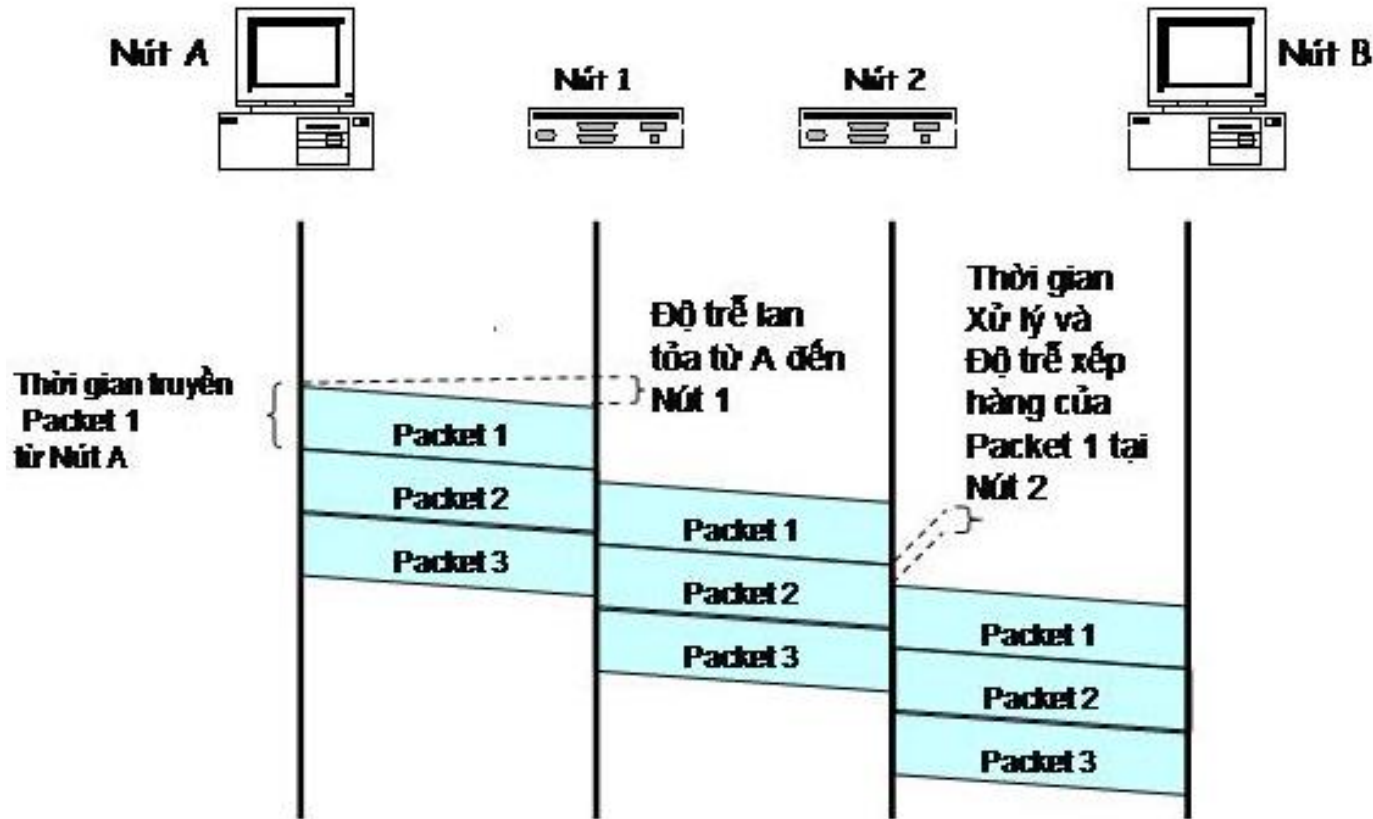 Nút A
Nút 1
Nút 2
Nút B
Độ trễ lan
tỏa từ A đến
Nút 1
Thời gian
Xử lý và
Độ trễ xếp
hàng của
Packet 1 tại
Nút 2
Thời gian truyền
Packet 1
từ Nút A
Packet 1
Packet 2
Packet 3
Packet 1
Packet 2
Packet 3
Packet 1
Packet 2
Packet 3